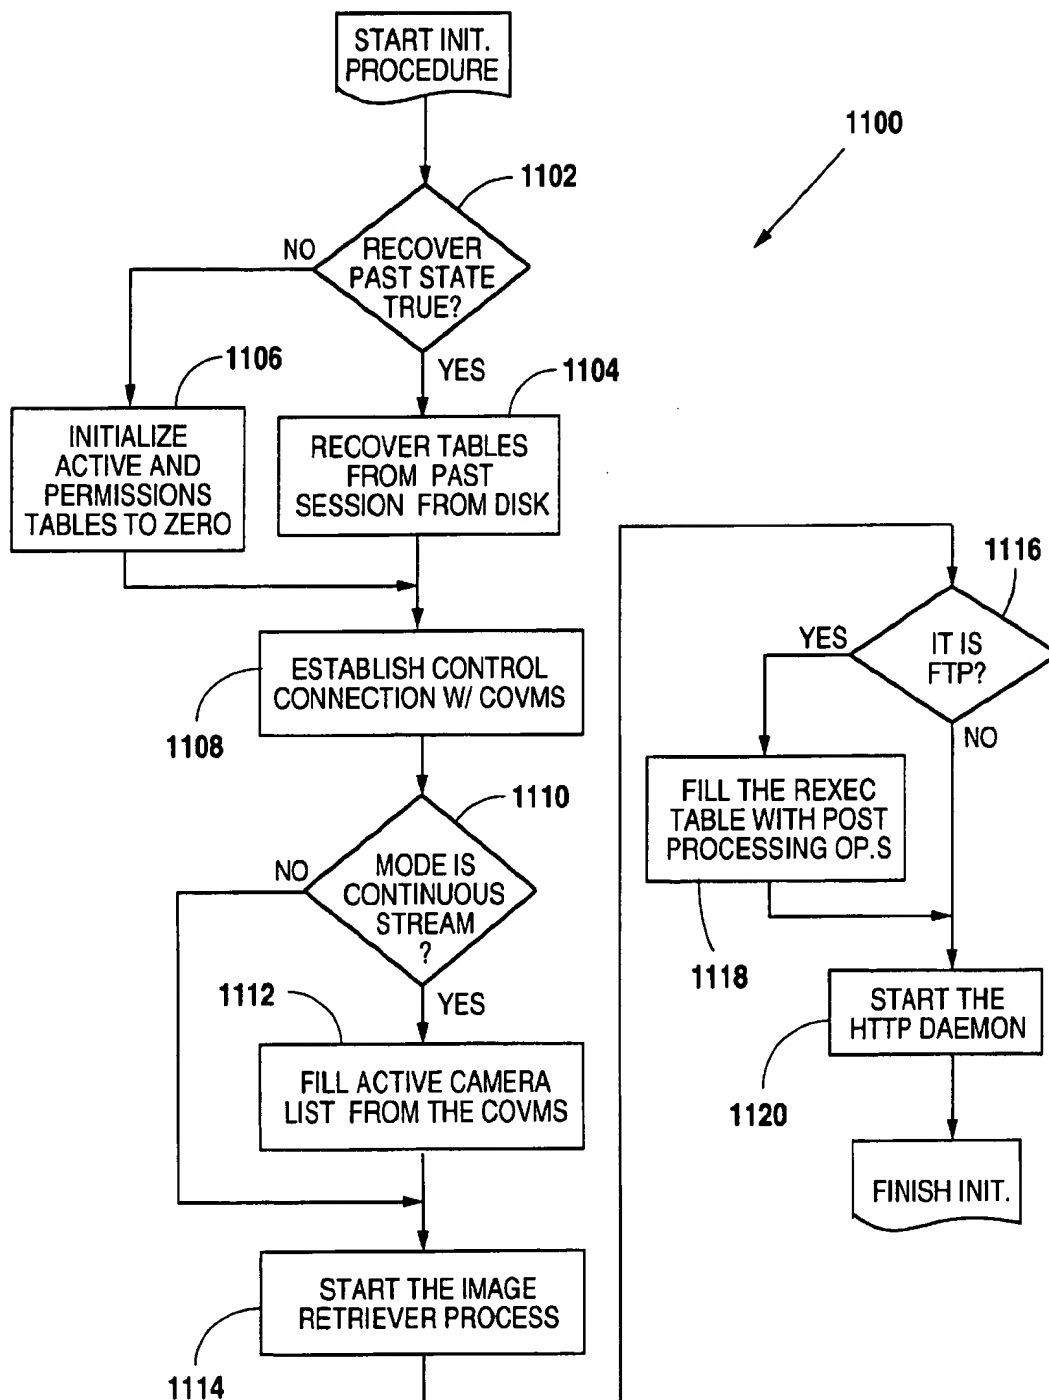 START INIT.
PROCEDURE
1100
1102
NO
RECOVER
PAST STATE
TRUE?
YES
1106
1104
INITIALIZE
ACTIVE AND
PERMISSIONS
TABLES TO ZERO
RECOVER TABLES
FROM PAST
SESSION FROM DISK
ESTABLISH CONTROL
CONNECTION W/ COVMS
1108
1110
NO
MODE IS
CONTINUOUS
STREAM
?
YES
1112
FILL ACTIVE CAMERA
LIST FROM THE COVMS
START THE IMAGE
RETRIEVER PROCESS
1114
1116
YES
IT IS
FTP?
NO
FILL THE REXEC
TABLE WITH POST
PROCESSING OP.S
1118
START THE
HTTP DAEMON
1120
FINISH INIT.